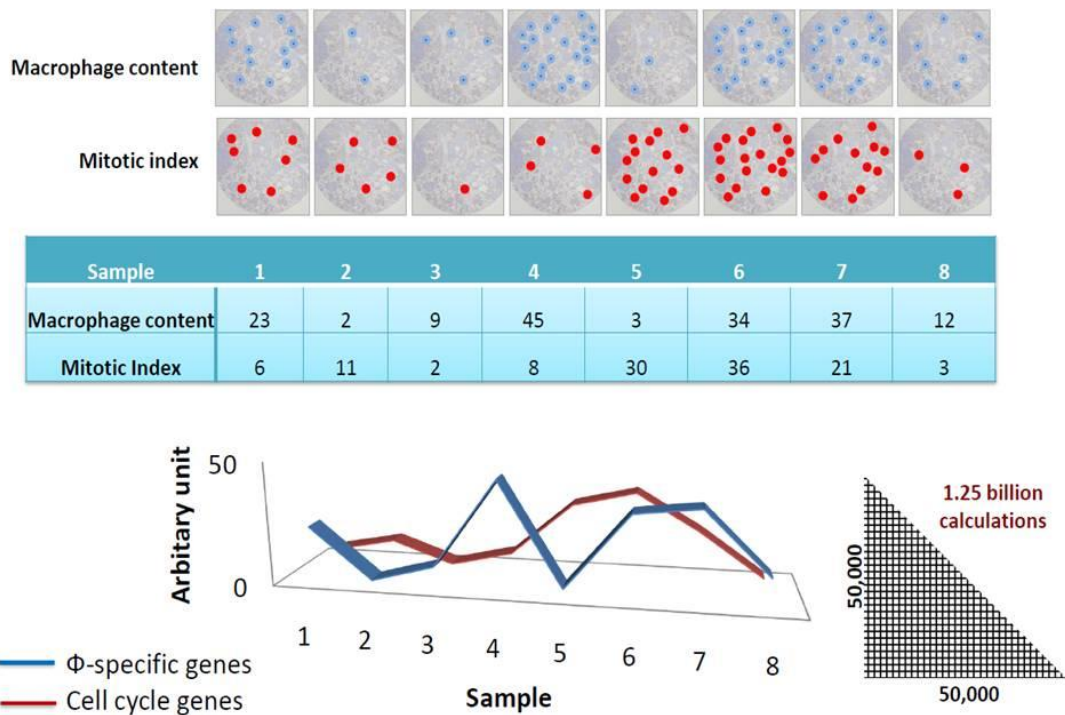 Macrophage content
Mitotic index
Sample 1 2 3 4 5 6 7 8
Macrophage content 23 2 9 45 3 34 37 12
Mitotic Index 6 11 2 8 30 36 21 3
Arbitary unit
50
0
1 2 3 4 5 6 7 8
Sample
Φ-specific genes
Cell cycle genes
1.25 billion
calculations
50,000
50,000